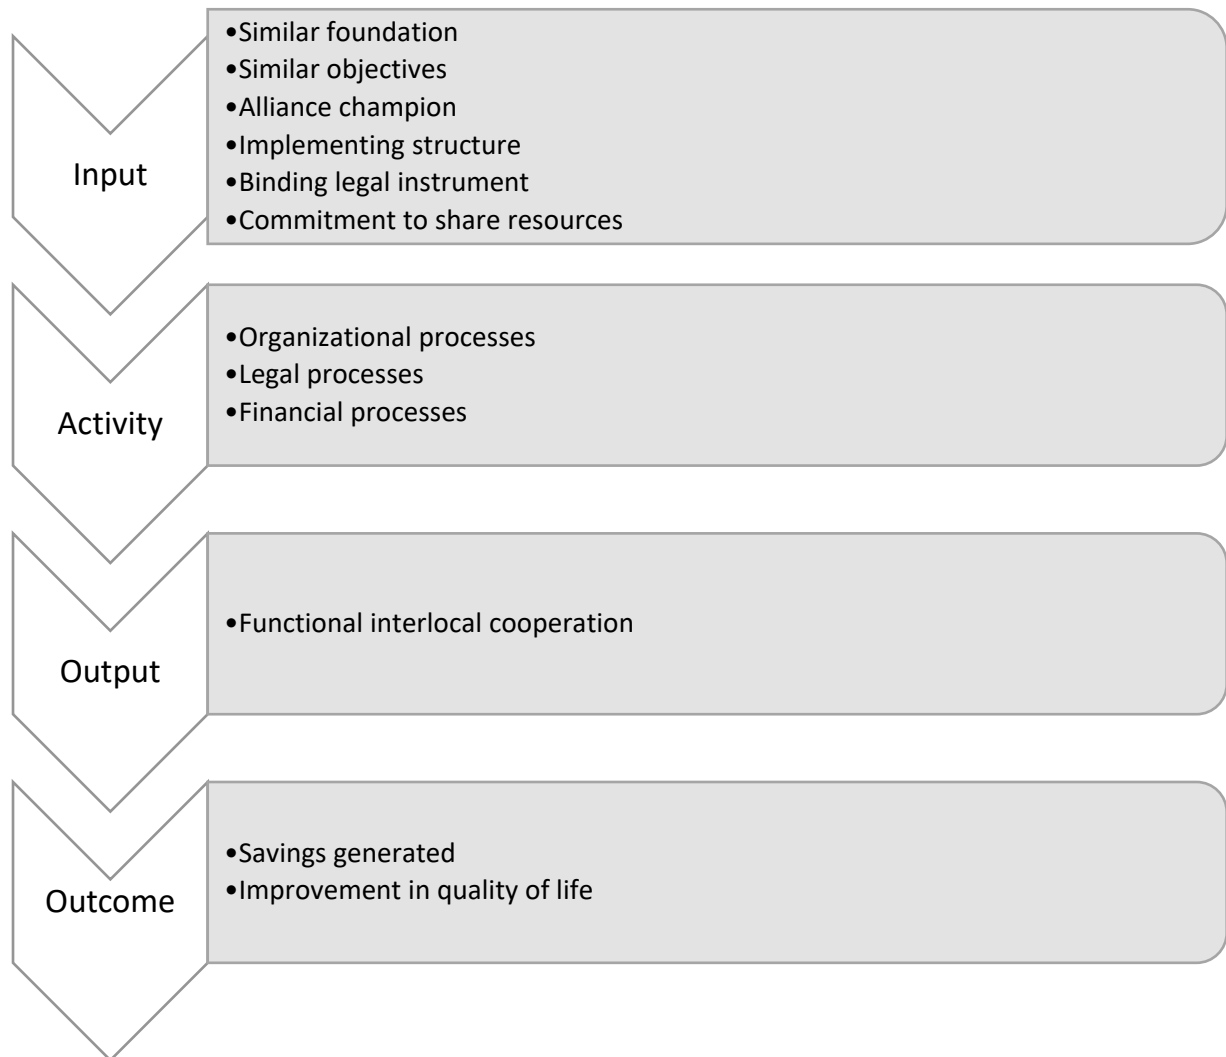 Input
•Similar foundation
•Similar objectives
•Alliance champion
•Implementing structure
•Binding legal instrument
•Commitment to share resources
Activity
•Organizational processes
•Legal processes
•Financial processes
Output
•Functional interlocal cooperation
Outcome
•Savings generated
•Improvement in quality of life